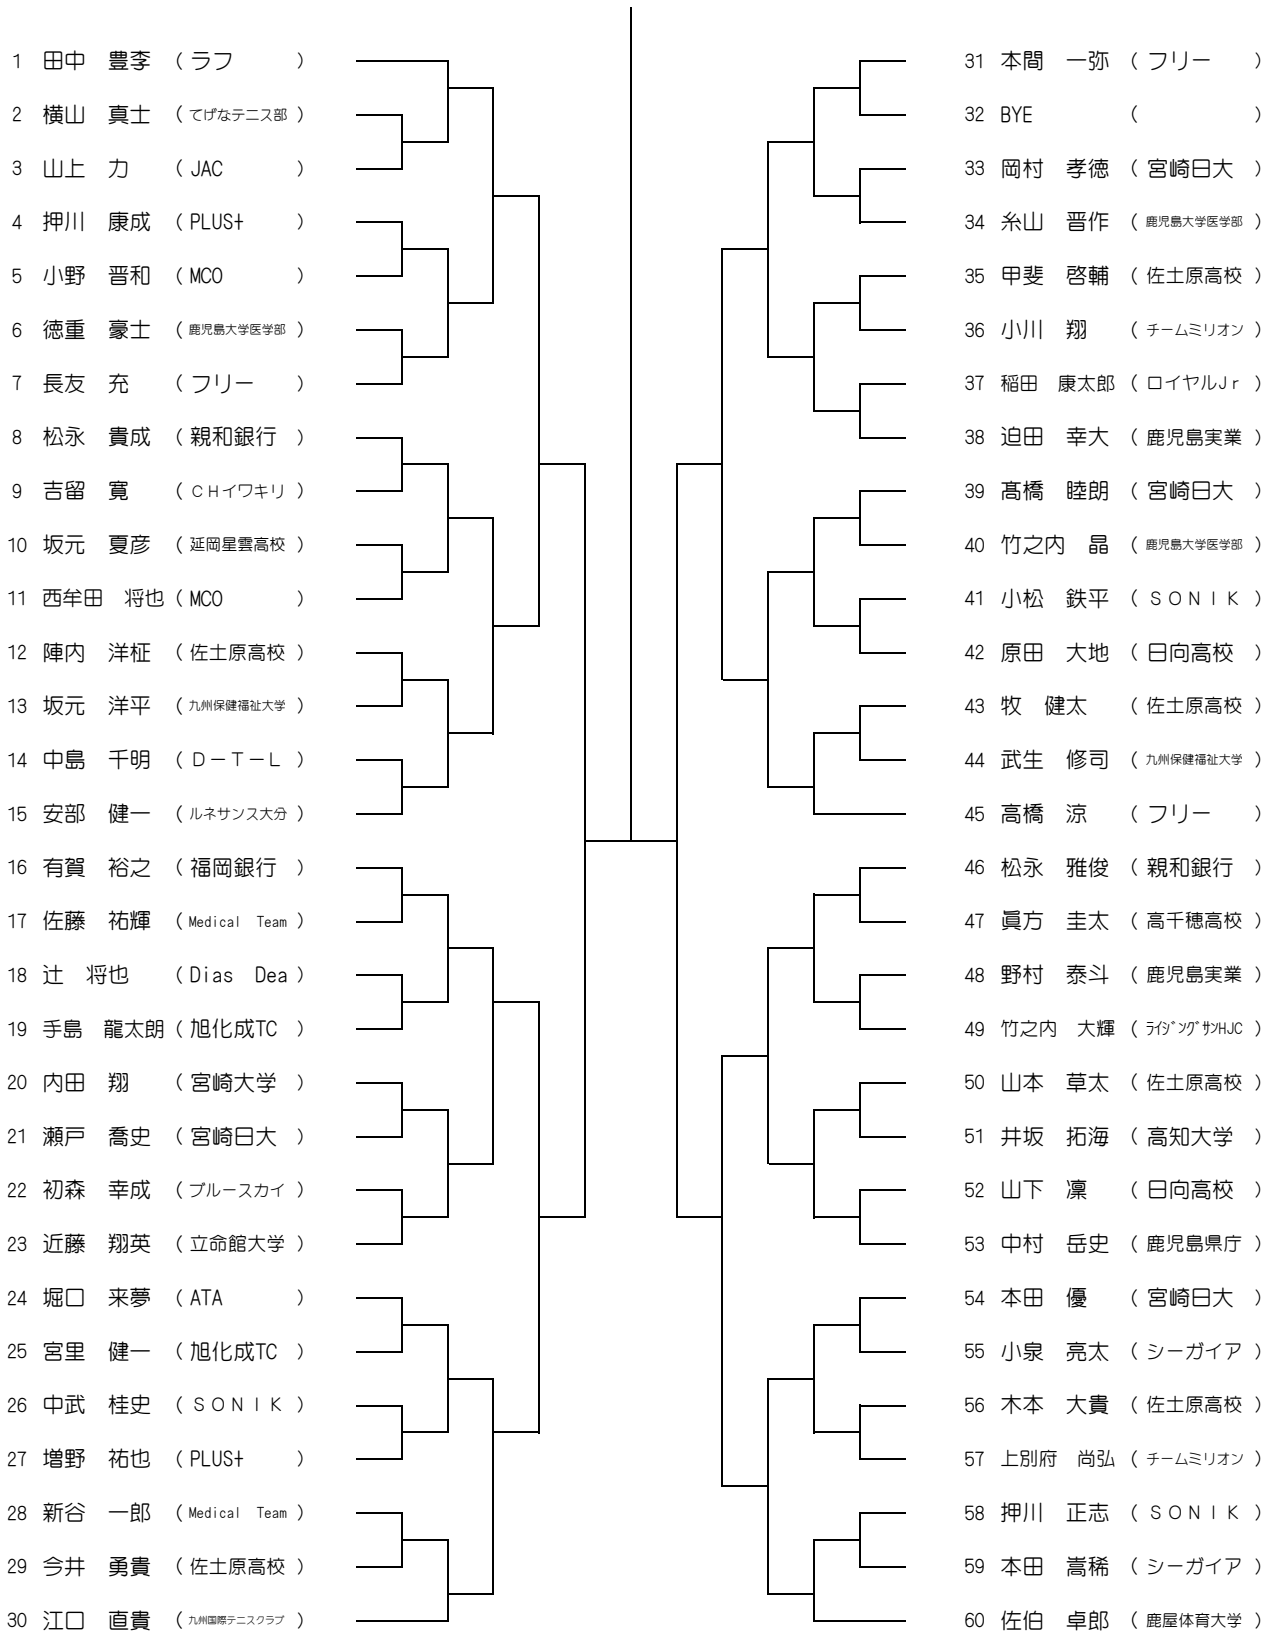 1 田中　豊李 （ ラフ ）
2 横山　真士 （ てげなテニス部 ）
3 山上　力 （ JAC ）
4 押川　康成 （ PLUS+ ）
5 小野　晋和 （ MCO ）
6 徳重　豪士 （ 鹿児島大学医学部 ）
7 長友　充 （ フリー ）
8 松永　貴成 （ 親和銀行 ）
9 吉留　寛 （ ＣＨイワキリ ）
10 坂元　夏彦 （ 延岡星雲高校 ）
11 西牟田　将也 （ MCO ）
12 陣内　洋柾 （ 佐土原高校 ）
13 坂元　洋平 （ 九州保健福祉大学 ）
14 中島　千明 （ Ｄ－Ｔ－Ｌ ）
15 安部　健一 （ ルネサンス大分 ）
16 有賀　裕之 （ 福岡銀行 ）
17 佐藤　祐輝 （ Medical Team ）
18 辻　将也 （ Dias Dea ）
19 手島　龍太朗 （ 旭化成TC ）
20 内田　翔 （ 宮崎大学 ）
21 瀬戸　喬史 （ 宮崎日大 ）
22 初森　幸成 （ ブルースカイ ）
23 近藤　翔英 （ 立命館大学 ）
24 堀口　来夢 （ ATA ）
25 宮里　健一 （ 旭化成TC ）
26 中武　桂史 （ ＳＯＮＩＫ ）
27 増野　祐也 （ PLUS+ ）
28 新谷　一郎 （ Medical Team ）
29 今井　勇貴 （ 佐土原高校 ）
30 江口　直貴 （ 九州国際テニスクラブ ）
31 本間　一弥 （ フリー ）
32 BYE （ ）
33 岡村　孝徳 （ 宮崎日大 ）
34 糸山　晋作 （ 鹿児島大学医学部 ）
35 甲斐　啓輔 （ 佐土原高校 ）
36 小川　翔 （ チームミリオン ）
37 稲田　康太郎 （ ロイヤルJｒ ）
38 迫田　幸大 （ 鹿児島実業 ）
39 髙橋　睦朗 （ 宮崎日大 ）
40 竹之内　晶 （ 鹿児島大学医学部 ）
41 小松　鉄平 （ ＳＯＮＩＫ ）
42 原田　大地 （ 日向高校 ）
43 牧　健太 （ 佐土原高校 ）
44 武生　修司 （ 九州保健福祉大学 ）
45 高橋　涼 （ フリー ）
46 松永　雅俊 （ 親和銀行 ）
47 眞方　圭太 （ 高千穂高校 ）
48 野村　泰斗 （ 鹿児島実業 ）
49 竹之内　大輝 （ ﾗｲｼﾞﾝｸﾞｻﾝHJC ）
50 山本　草太 （ 佐土原高校 ）
51 井坂　拓海 （ 高知大学 ）
52 山下　凜 （ 日向高校 ）
53 中村　岳史 （ 鹿児島県庁 ）
54 本田　優 （ 宮崎日大 ）
55 小泉　亮太 （ シーガイア ）
56 木本　大貴 （ 佐土原高校 ）
57 上別府　尚弘 （ チームミリオン ）
58 押川　正志 （ ＳＯＮＩＫ ）
59 本田　嵩稀 （ シーガイア ）
60 佐伯　卓郎 （ 鹿屋体育大学 ）